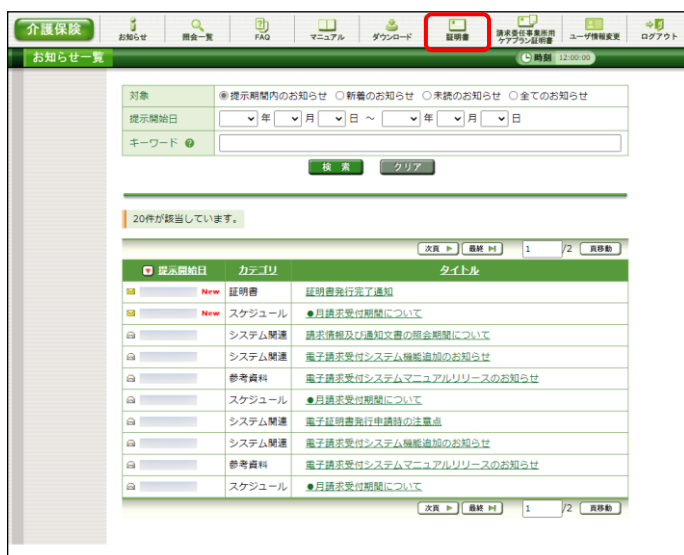 介護保険
お知らせ 照会一覧 FAQ マニュアル ダウンロード 証明書 請求委任事業所用 ケアプラン証明書 ユーザ情報変更 ログアウト
お知らせ一覧 時刻 12:00:00
対象 提示期間内のお知らせ 新着のお知らせ 未読のお知らせ 全てのお知らせ
提示開始日 年 月 日 ～ 年 月 日
キーワード ?
検 索 クリア
20件が該当しています。
次頁 最終 1 /2 頁移動
提示開始日 カテゴリ タイトル
New 証明書 証明書発行完了通知
New スケジュール ●月請求受付期間について
システム関連 請求情報及び通知文書の照会期間について
システム関連 電子請求受付システム機能追加のお知らせ
参考資料 電子請求受付システムマニュアルリリースのお知らせ
スケジュール ●月請求受付期間について
システム関連 電子証明書発行申請時の注意点
システム関連 電子請求受付システム機能追加のお知らせ
参考資料 電子請求受付システムマニュアルリリースのお知らせ
スケジュール ●月請求受付期間について
次頁 最終 1 /2 頁移動